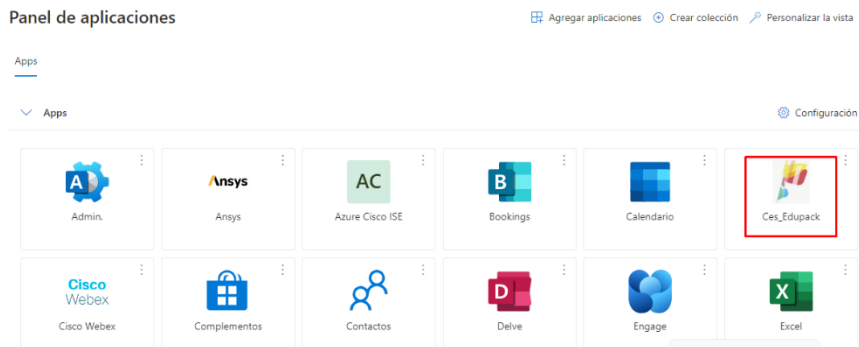 Panel de aplicaciones
Agregar aplicaciones
Crear colección
Personalizar la vista
Apps
Apps
Configuración
A
Ansys
AC
B
Admin.
Ansys
Azure Cisco ISE
Bookings
Calendario
Ces_Edupack
Cisco
Webex
D
X
Cisco Webex
Complementos
Contactos
Delve
Engage
Excel